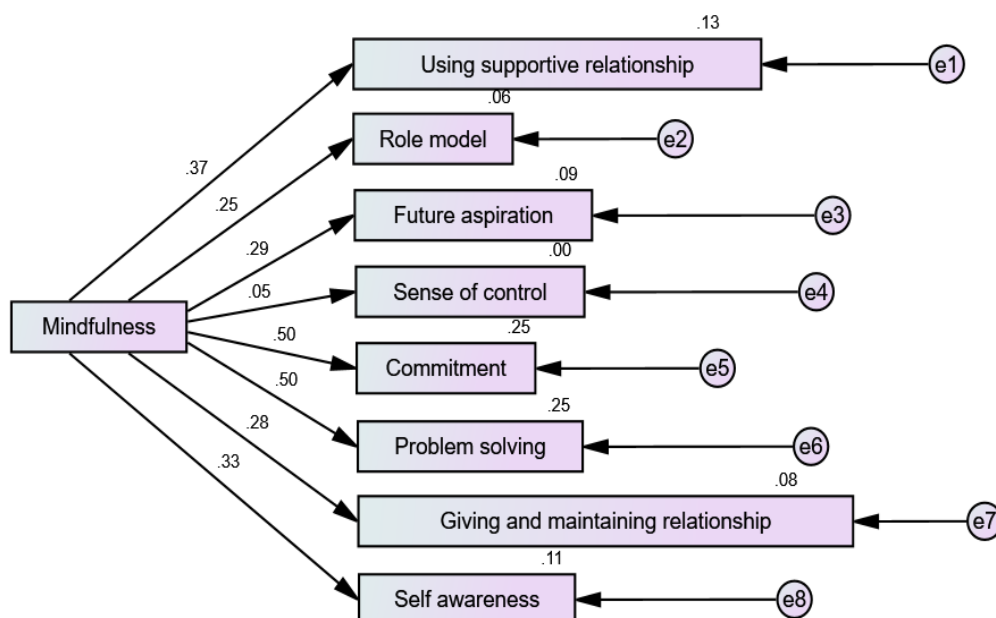 .13
Using supportive relationship
e1
.06
.37
Role model
e2
.25
.09
Future aspiration
e3
.29
.00
.05
Sense of control
e4
Mindfulness
.50
.25
Commitment
e5
.50
.25
Problem solving
e6
.28
.33
.08
Giving and maintaining relationship
e7
.11
Self awareness
e8